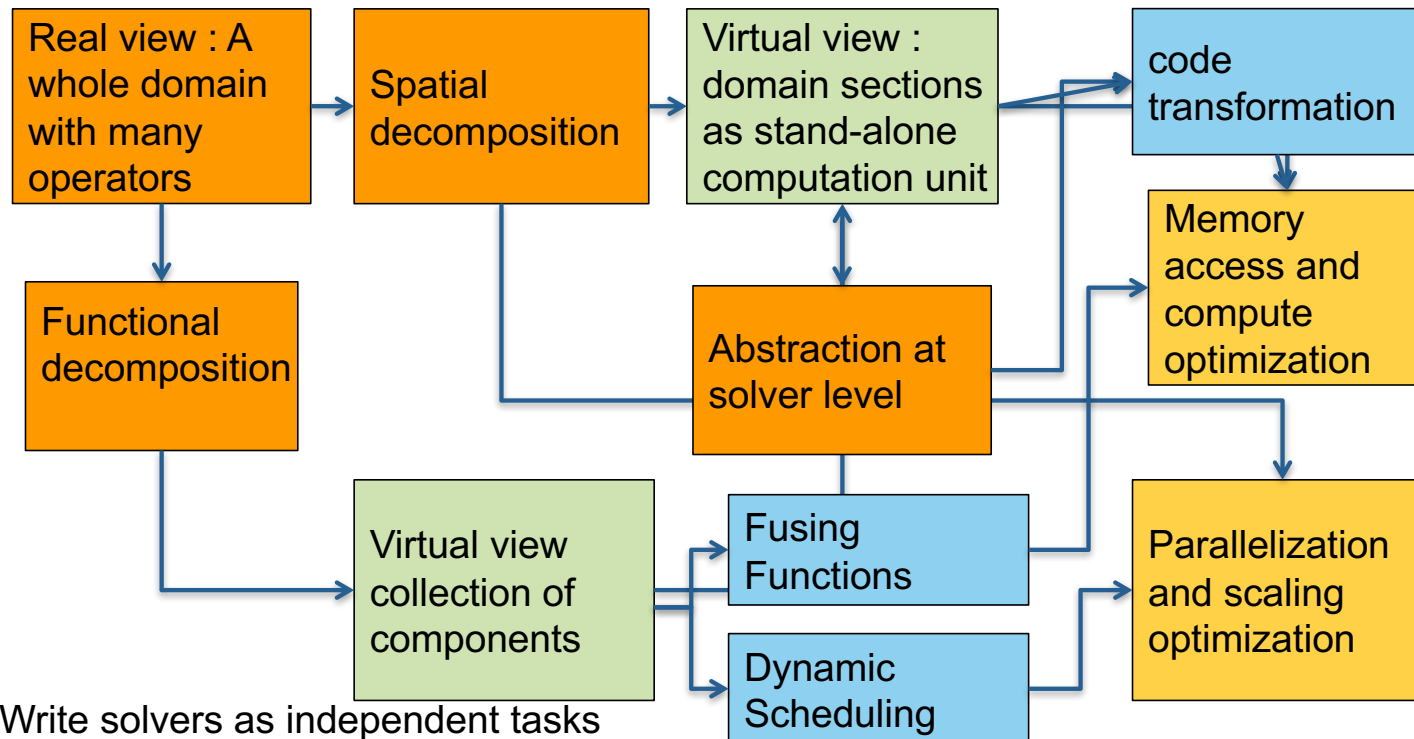 Real view : A
whole domain
with many
operators
Spatial
decomposition
Virtual view :
domain sections
as stand-alone
computation unit
code
transformation
Functional
decomposition
Abstraction at
solver level
Memory
access and
compute
optimization
Virtual view
collection of
components
Fusing
Functions
Dynamic
Scheduling
Parallelization
and scaling
optimization
Write solvers as independent tasks